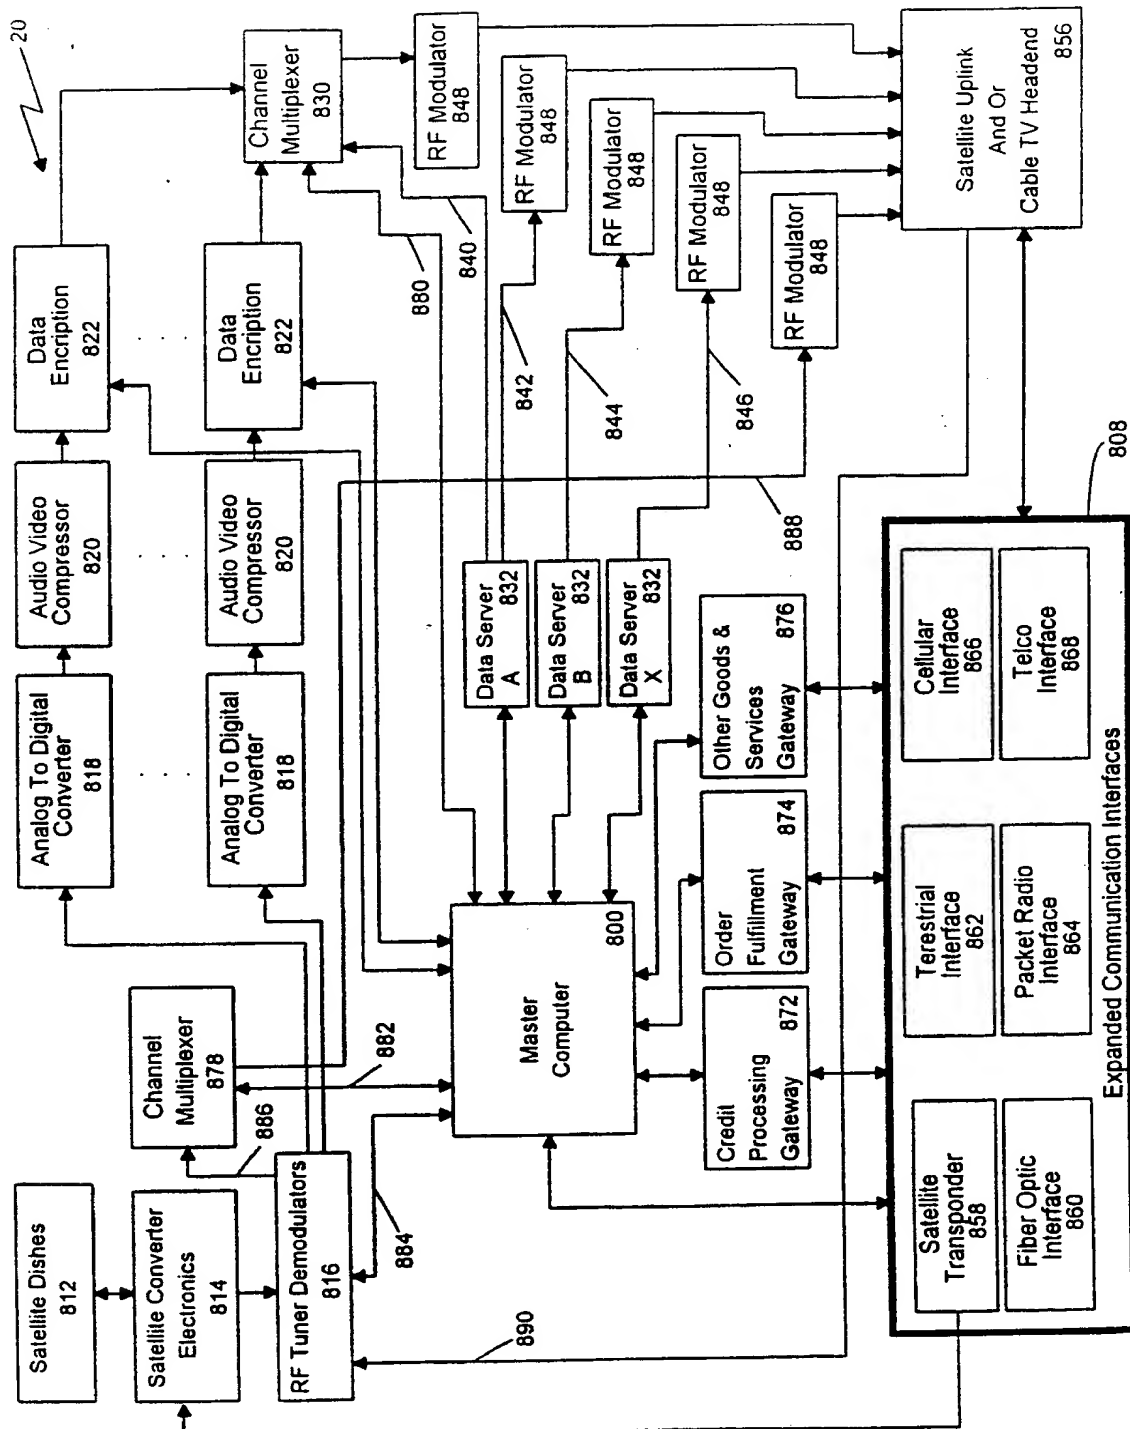 20
Satellite Dishes
812
Satellite Converter
Electronics
814
RF Tuner Demodulators
816
Channel
Multiplexer
878
886
882
884
890
Analog To Digital
Converter
818
Analog To Digital
Converter
818
Audio Video
Compressor
820
Audio Video
Compressor
820
Data
Encription
822
Data
Encription
822
Channel
Multiplexer
830
RF Modulator
848
RF Modulator
848
RF Modulator
848
RF Modulator
848
RF Modulator
848
880
840
842
844
846
888
Master
Computer
800
Data Server
A 832
Data Server
B 832
Data Server
X 832
Credit
Processing
Gateway
872
Order
Fulfillment
Gateway
874
Other Goods &
Services
Gateway
876
Satellite Uplink
And Or
Cable TV Headend
856
808
Satellite
Transponder
858
Fiber Optic
Interface
860
Terestrial
Interface
862
Packet Radio
Interface
864
Cellular
Interface
866
Telco
Interface
868
Expanded Communication Interfaces